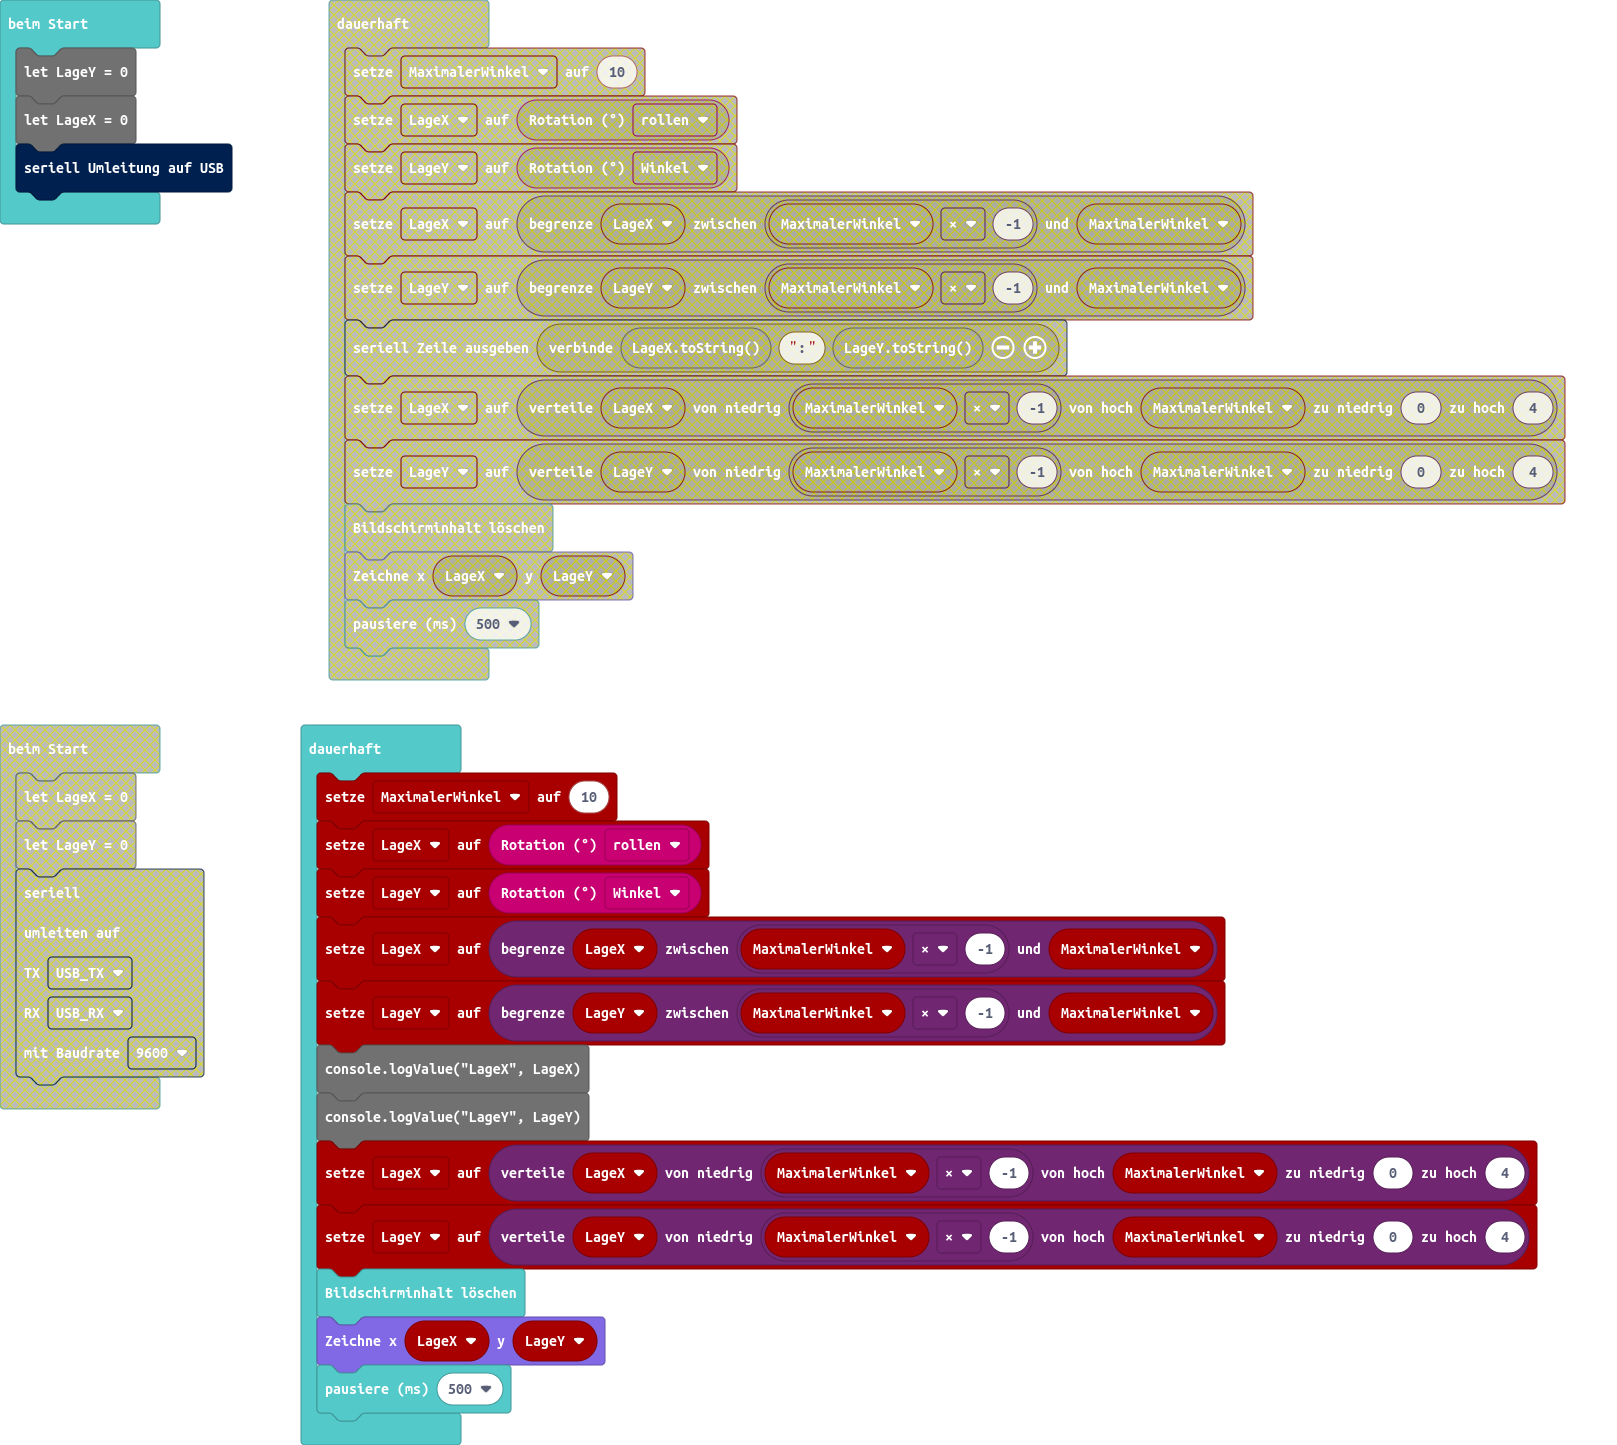 beim Start
let LageY = 0
let LageX = 0
seriell Umleitung auf USB
dauerhaft
setze MaximalerWinkel auf 10
setze LageX auf Rotation (°) rollen
setze LageY auf Rotation (°) Winkel
setze LageX auf begrenze LageX zwischen MaximalerWinkel × -1 und MaximalerWinkel
setze LageY auf begrenze LageY zwischen MaximalerWinkel × -1 und MaximalerWinkel
seriell Zeile ausgeben verbinde LageX.toString() ":" LageY.toString()
setze LageX auf verteile LageX von niedrig MaximalerWinkel × -1 von hoch MaximalerWinkel zu niedrig 0 zu hoch 4
setze LageY auf verteile LageY von niedrig MaximalerWinkel × -1 von hoch MaximalerWinkel zu niedrig 0 zu hoch 4
Bildschirminhalt löschen
Zeichne x LageX y LageY
pausiere (ms) 500
beim Start
let LageX = 0
let LageY = 0
seriell
umleiten auf
TX USB_TX
RX USB_RX
mit Baudrate 9600
dauerhaft
setze MaximalerWinkel auf 10
setze LageX auf Rotation (°) rollen
setze LageY auf Rotation (°) Winkel
setze LageX auf begrenze LageX zwischen MaximalerWinkel × -1 und MaximalerWinkel
setze LageY auf begrenze LageY zwischen MaximalerWinkel × -1 und MaximalerWinkel
console.logValue("LageX", LageX)
console.logValue("LageY", LageY)
setze LageX auf verteile LageX von niedrig MaximalerWinkel × -1 von hoch MaximalerWinkel zu niedrig 0 zu hoch 4
setze LageY auf verteile LageY von niedrig MaximalerWinkel × -1 von hoch MaximalerWinkel zu niedrig 0 zu hoch 4
Bildschirminhalt löschen
Zeichne x LageX y LageY
pausiere (ms) 500